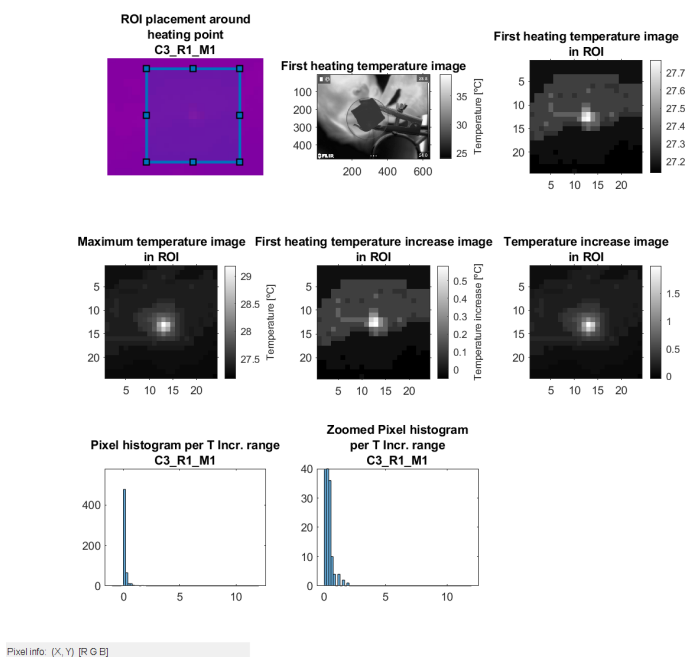 ROI placement around
heating point
C3_R1_M1
First heating temperature image
100
200
300
400
200 400 600
35
30
25
Temperature [ºC]
First heating temperature image
in ROI
5
10
15
20
5 10 15 20
27.7
27.6
27.5
27.4
27.3
27.2
Maximum temperature image
in ROI
5
10
15
20
5 10 15 20
29
28.5
28
27.5
Temperature [ºC]
First heating temperature increase image
in ROI
5
10
15
20
5 10 15 20
0.5
0.4
0.3
0.2
0.1
0
Temperature increase [ºC]
Temperature increase image
in ROI
5
10
15
20
5 10 15 20
1.5
1
0.5
0
Pixel histogram per T Incr. range
C3_R1_M1
400
200
0
0 5 10
Zoomed Pixel histogram
per T Incr. range
C3_R1_M1
40
30
20
10
0
0 5 10
Pixel info: (X, Y) [R G B]